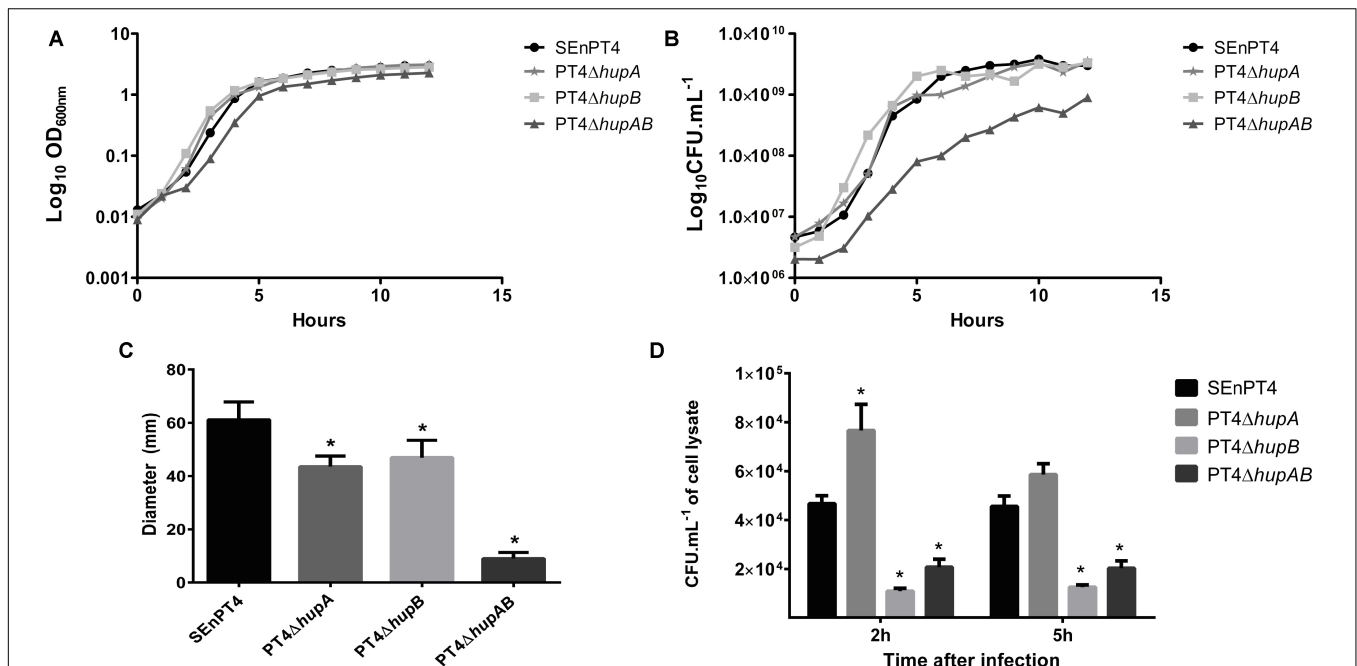 A
Log10 OD600nm
10
1
0.1
0.01
0.001
0 5 10 15
Hours
SEnPT4
PT4ΔhupA
PT4ΔhupB
PT4ΔhupAB
B
Log10CFU.mL-1
1.0×10 10
1.0×10 09
1.0×10 08
1.0×10 07
1.0×10 06
0 5 10 15
Hours
SEnPT4
PT4ΔhupA
PT4ΔhupB
PT4ΔhupAB
C
Diameter (mm)
80
60
40
20
0
* * *
SEnPT4 PT4ΔhupA PT4ΔhupB PT4ΔhupAB
D
CFU.mL-1 of cell lysate
1×10 5
8×10 4
6×10 4
4×10 4
2×10 4
* * * * *
2h 5h
Time after infection
SEnPT4
PT4ΔhupA
PT4ΔhupB
PT4ΔhupAB